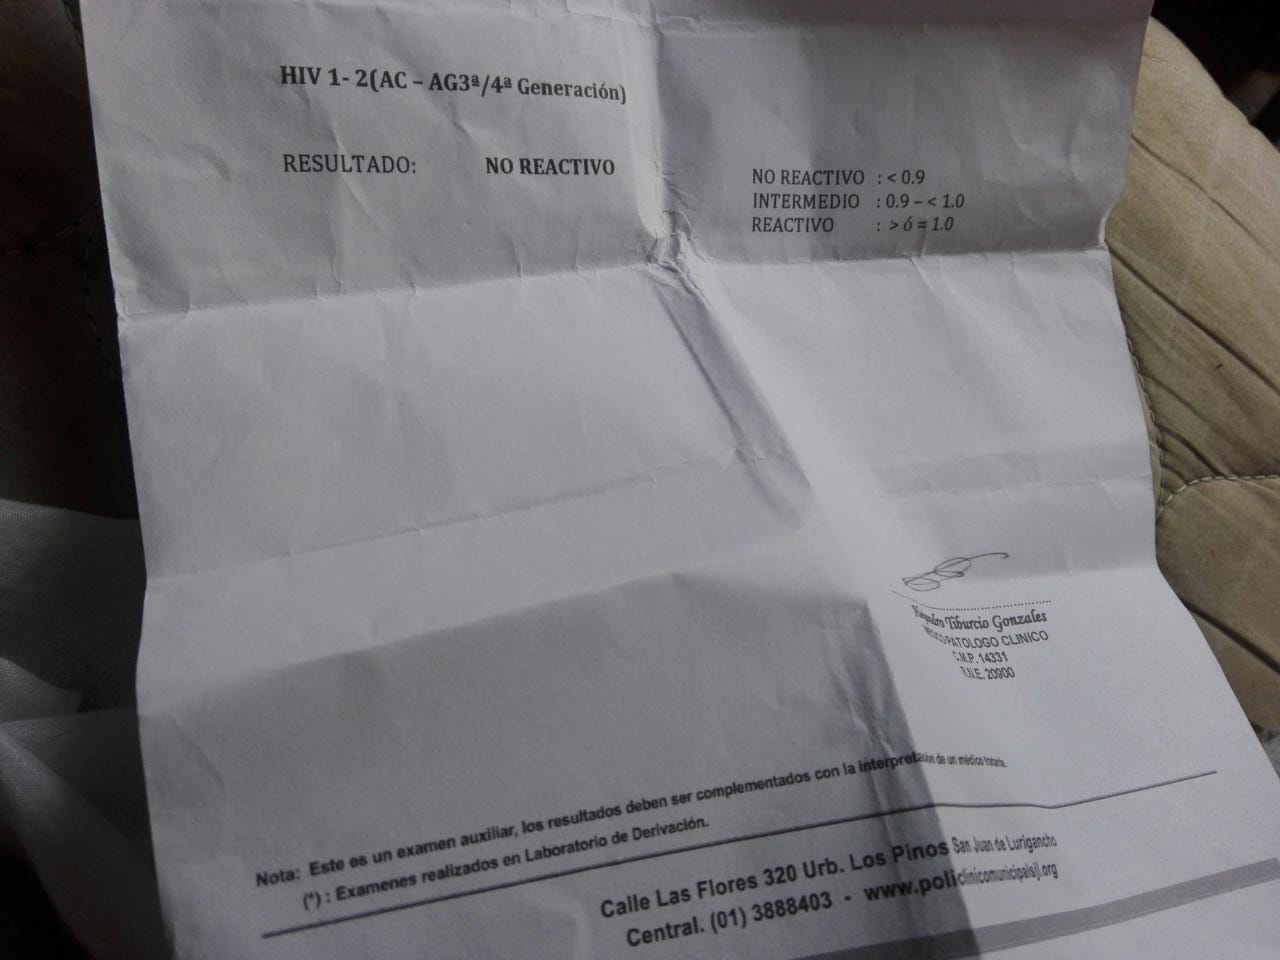 HIV 1- 2(AC – AG3ª/4ª Generación)
RESULTADO: NO REACTIVO
NO REACTIVO : < 0.9
INTERMEDIO : 0.9 – < 1.0
REACTIVO : > ó = 1.0
Tiburcio Gonzales
PATOLOGO CLINICO
C.M.P. 14331
R.N.E. 20900
Nota: Este es un examen auxiliar, los resultados deben ser complementados con la interpretación de un médico tratante.
(*) : Examenes realizados en Laboratorio de Derivación.
Calle Las Flores 320 Urb. Los Pinos San Juan de Lurigancho
Central. (01) 3888403 - www.policlinicomunicipalsjl.org